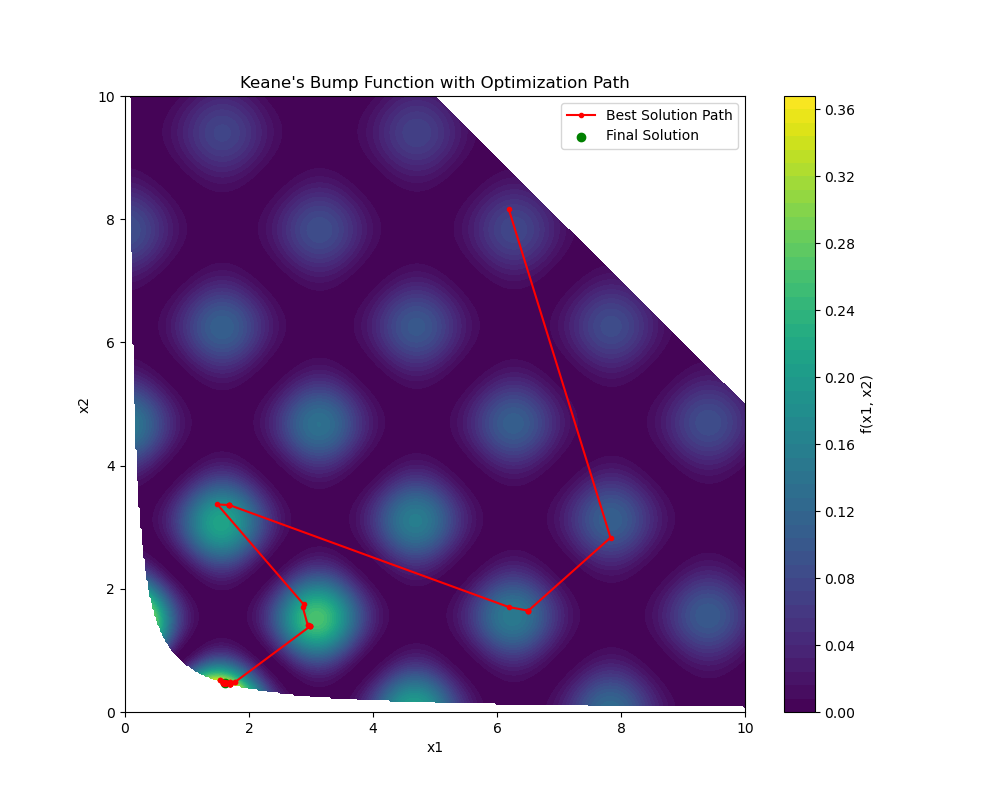 Keane's Bump Function with Optimization Path
Best Solution Path
Final Solution
10
8
6
4
2
0
x2
0 2 4 6 8 10
x1
0.36
0.32
0.28
0.24
0.20
0.16
0.12
0.08
0.04
0.00
f(x1, x2)